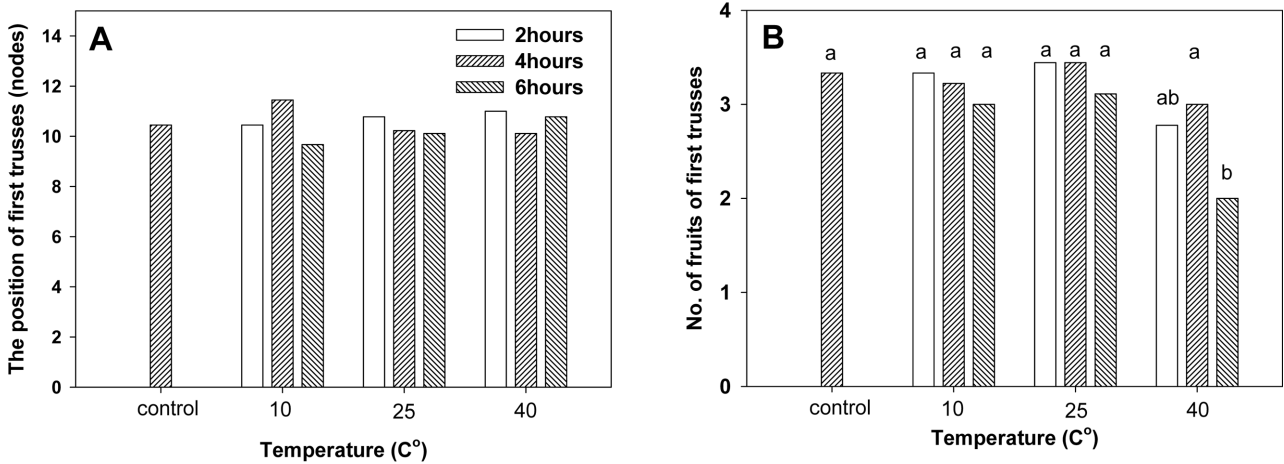 A
2hours
4hours
6hours
The position of first trusses (nodes)
14
12
10
8
6
4
2
0
control 10 25 40
Temperature (Cº)
B
No. of fruits of first trusses
4
3
2
1
0
a a a a a a a ab a b
control 10 25 40
Temperature (Cº)